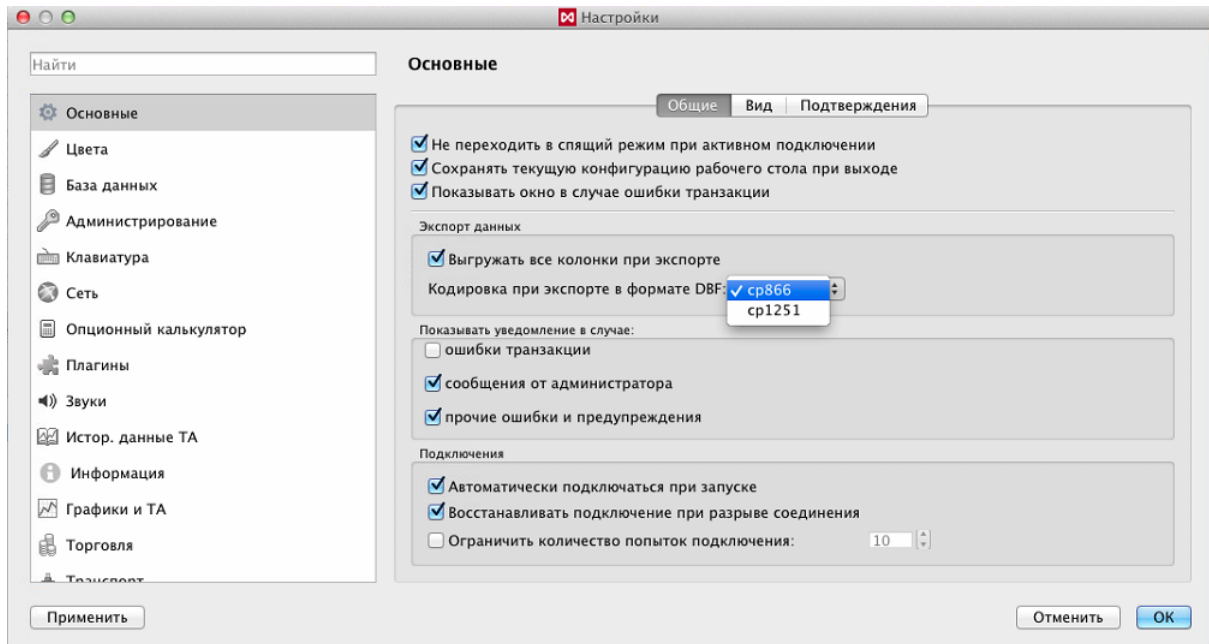 Настройки
Найти
Основные
Цвета
База данных
Администрирование
Клавиатура
Сеть
Опционный калькулятор
Плагины
Звуки
Истор. данные ТА
Информация
Графики и ТА
Торговля
Транспорт
Основные
Общие Вид Подтверждения
Не переходить в спящий режим при активном подключении
Сохранять текущую конфигурацию рабочего стола при выходе
Показывать окно в случае ошибки транзакции
Экспорт данных
Выгружать все колонки при экспорте
Кодировка при экспорте в формате DBF: cp866
cp1251
Показывать уведомление в случае:
ошибки транзакции
сообщения от администратора
прочие ошибки и предупреждения
Подключения
Автоматически подключаться при запуске
Восстанавливать подключение при разрыве соединения
Ограничить количество попыток подключения: 10
Применить Отменить OK